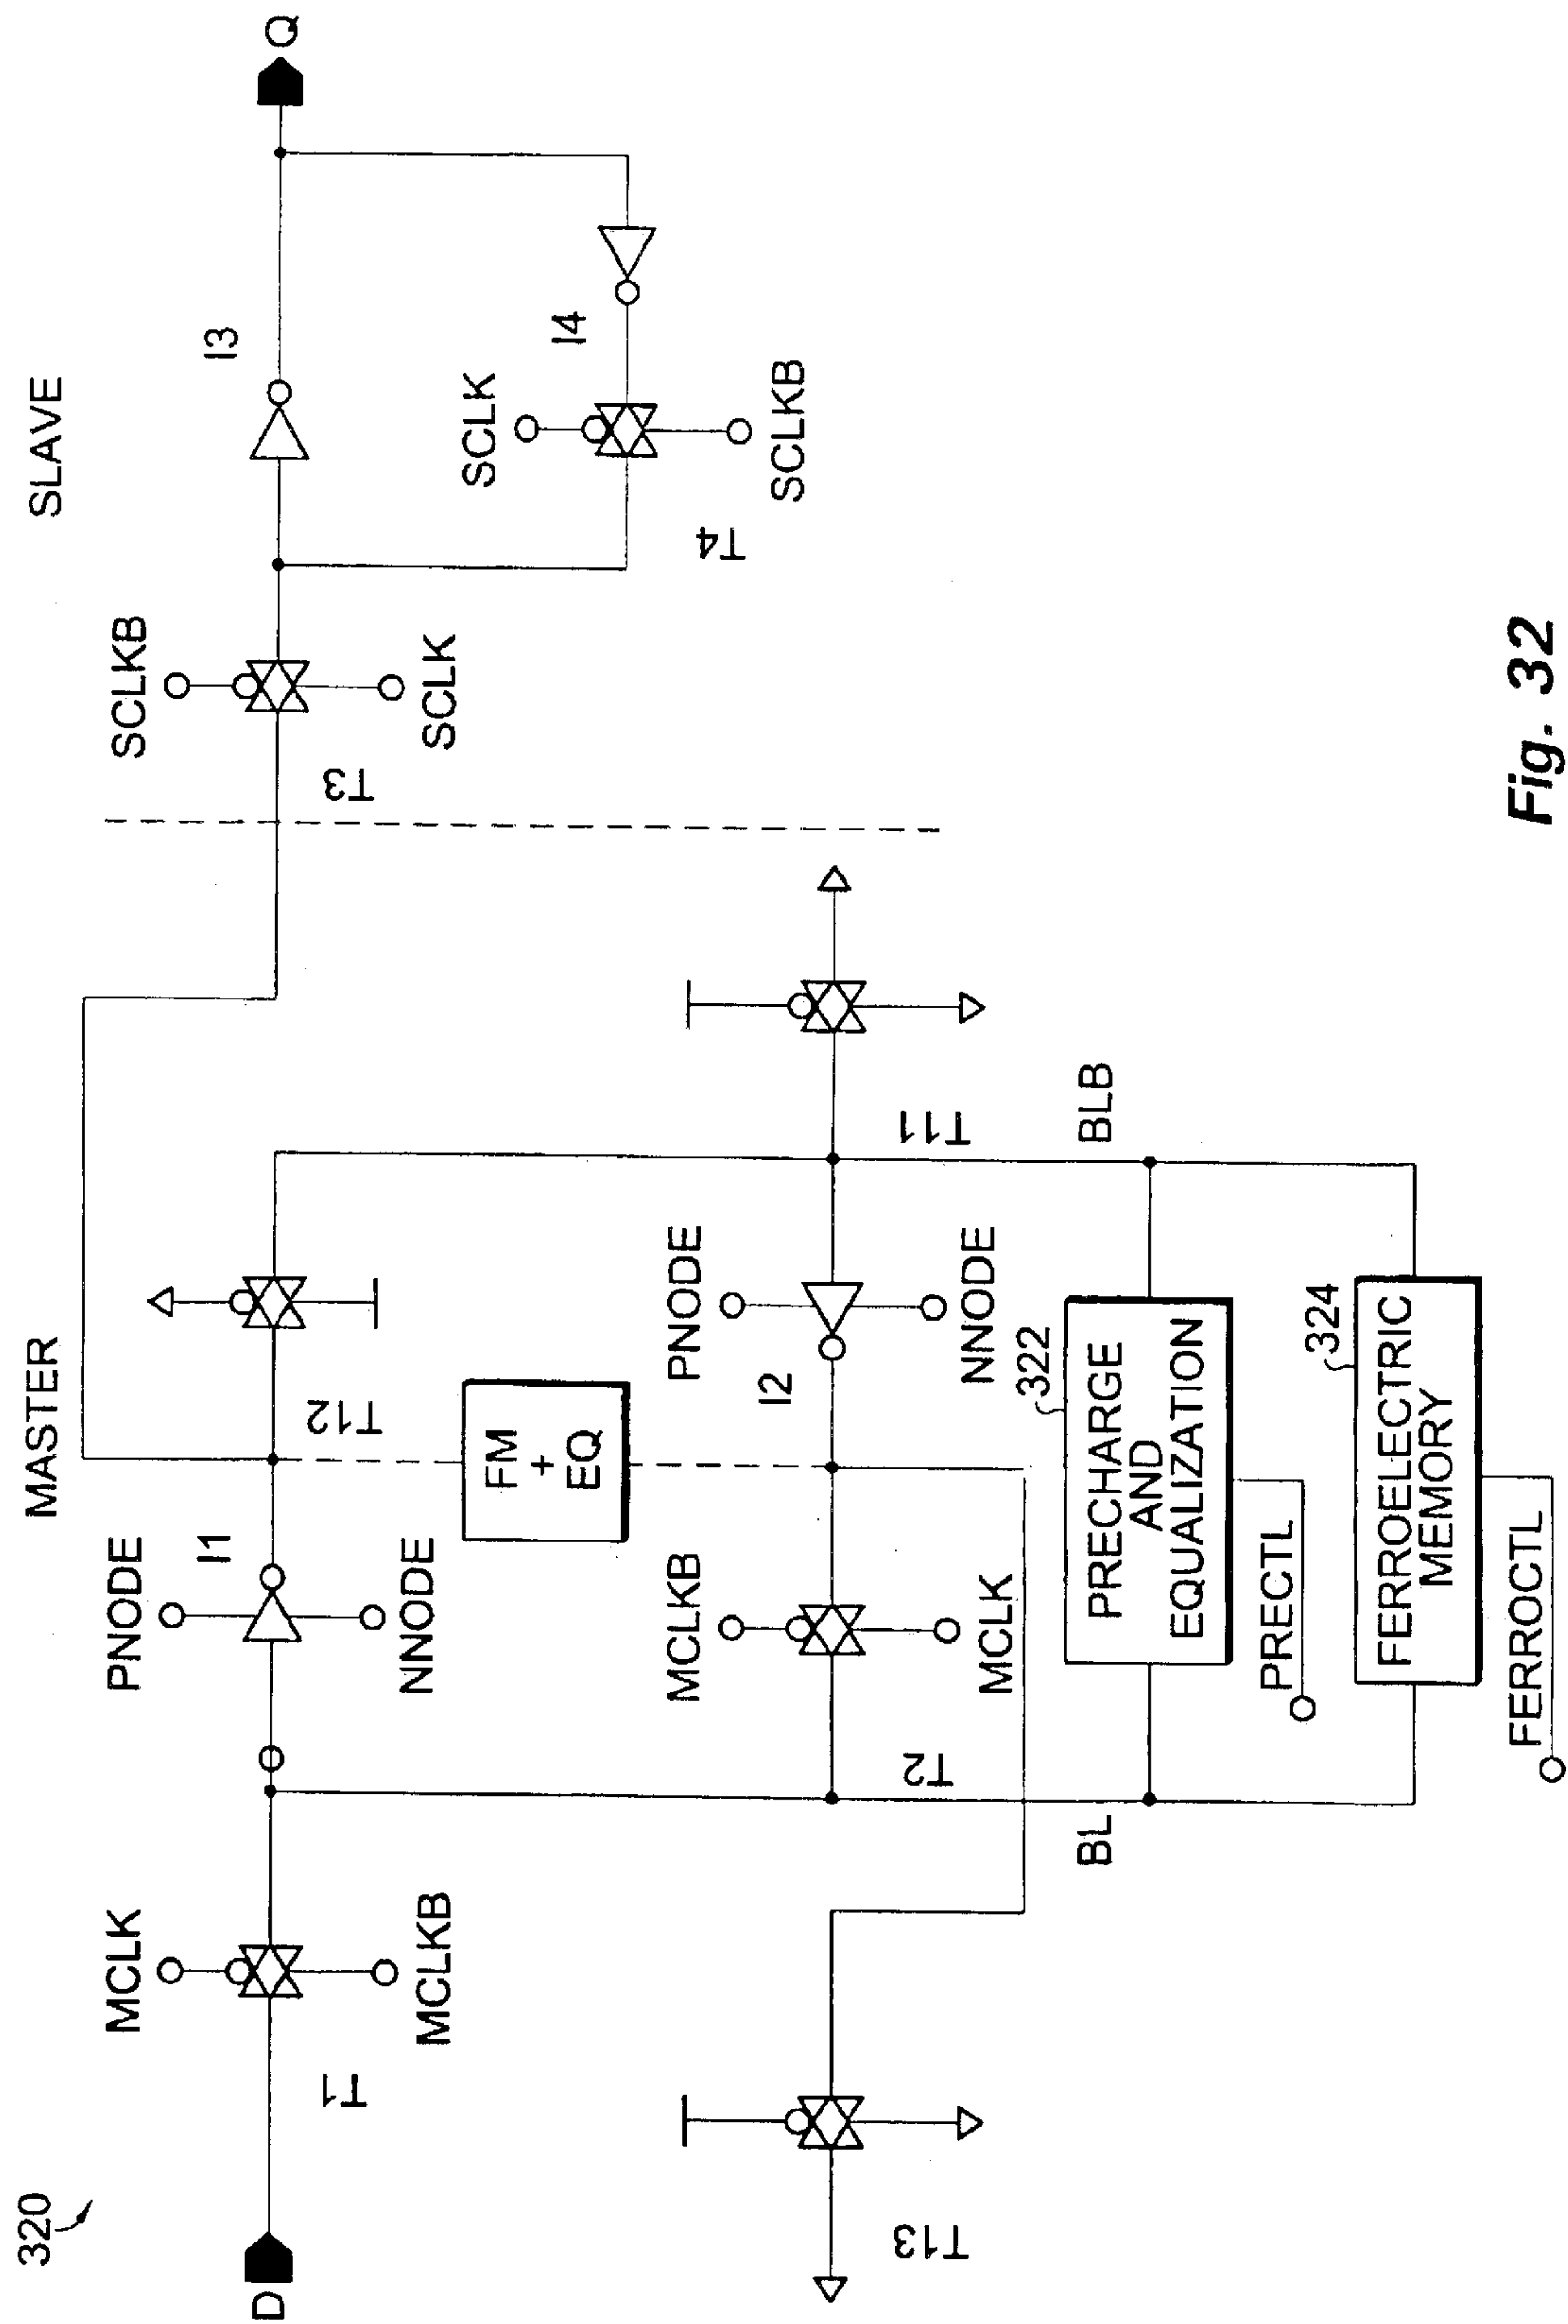 320
MASTER
SLAVE
D
MCLK
MCLKB
T1
PNODE
I1
NNODE
T12
SCLKB
SCLK
T3
I3
Q
SCLK
I4
SCLKB
T4
FM
+
EQ
T13
MCLKB
MCLK
T2
PNODE
I2
NNODE
T11
BL
BLB
322
PRECHARGE
AND
EQUALIZATION
PRECTL
324
FERROELECTRIC
MEMORY
FERROCTL
Fig. 32